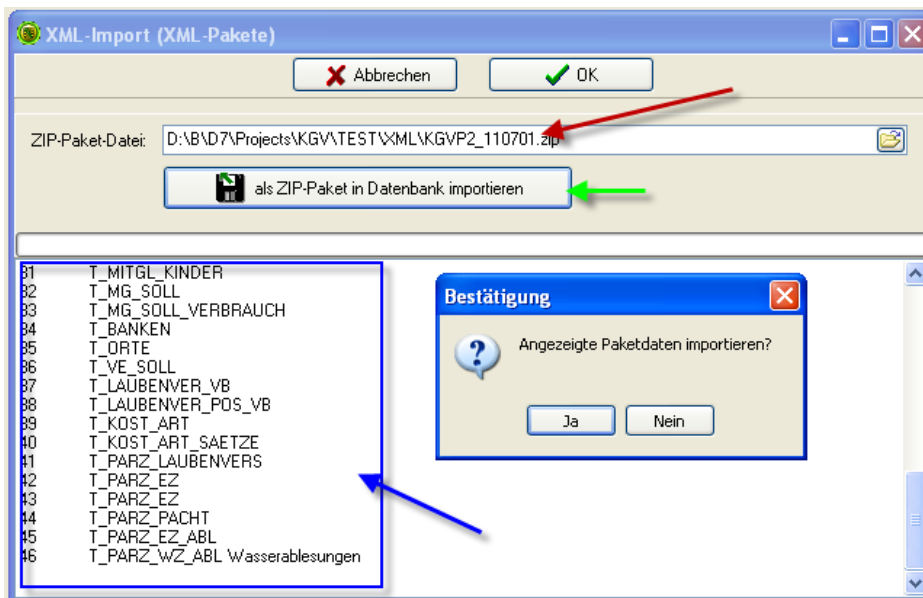 XML-Import (XML-Pakete)
Abbrechen
OK
ZIP-Paket-Datei:
D:\B\D7\Projects\KGV\TEST\XML\KGVP2_110701.zip
als ZIP-Paket in Datenbank importieren
31 T_MITGL_KINDER
32 T_MG_SOLL
33 T_MG_SOLL_VERBRAUCH
34 T_BANKEN
35 T_ORTE
36 T_VE_SOLL
37 T_LAUBENVER_VB
38 T_LAUBENVER_POS_VB
39 T_KOST_ART
40 T_KOST_ART_SAETZE
41 T_PARZ_LAUBENVERS
42 T_PARZ_EZ
43 T_PARZ_EZ
44 T_PARZ_PACHT
45 T_PARZ_EZ_ABL
46 T_PARZ_WZ_ABL Wasserablesungen
Bestätigung
Angezeigte Paketdaten importieren?
Ja
Nein